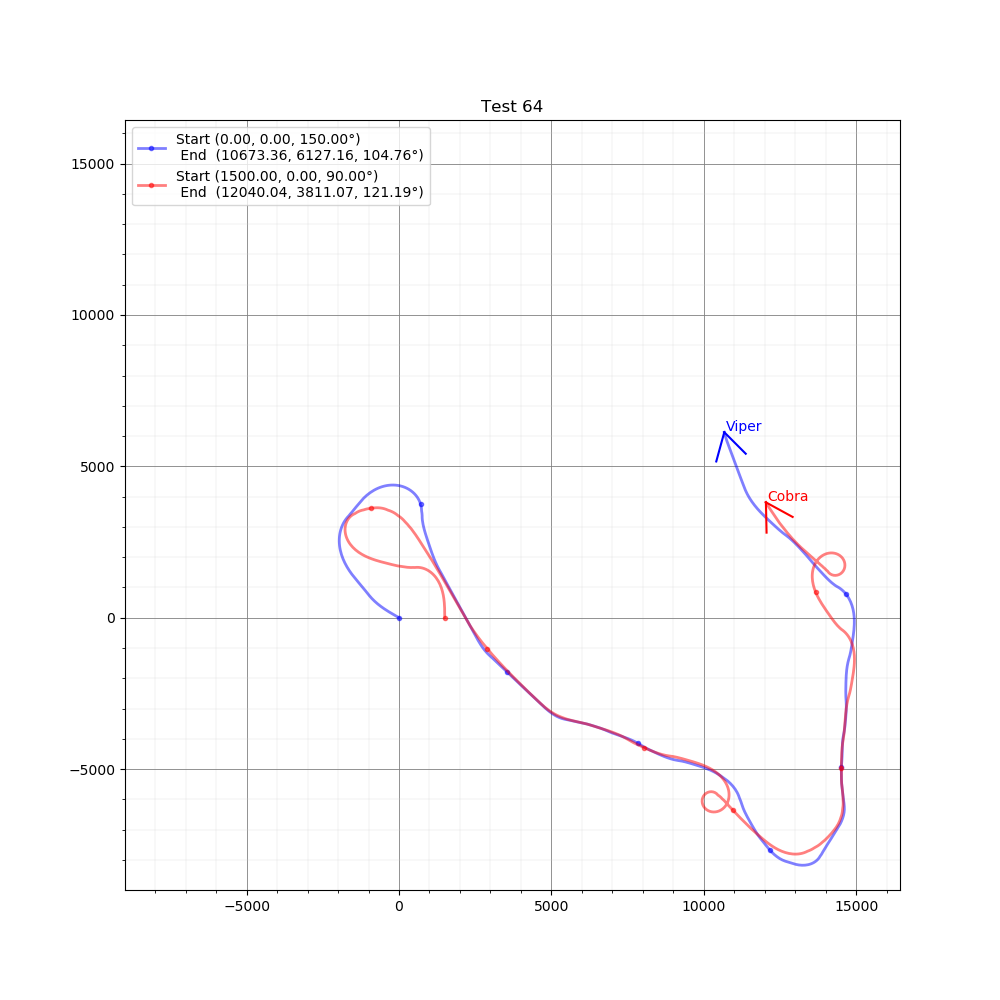 Test 64
Start (0.00, 0.00, 150.00°)
End (10673.36, 6127.16, 104.76°)
Start (1500.00, 0.00, 90.00°)
End (12040.04, 3811.07, 121.19°)
15000
10000
5000
0
−5000
Viper
Cobra
−5000
0
5000
10000
15000